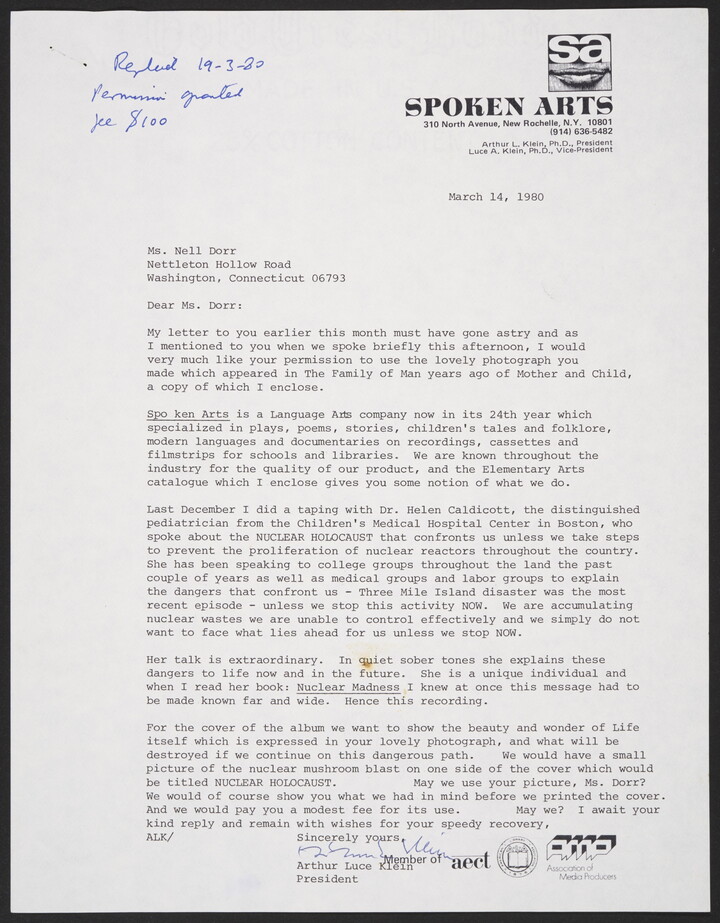 Replied 19-3-80
Permission granted
fee $100
sa
SPOKEN ARTS
310 North Avenue, New Rochelle, N.Y. 10801
(914) 636-5482
Arthur L. Klein, Ph.D., President
Luce A. Klein, Ph.D., Vice-President
March 14, 1980
Ms. Nell Dorr
Nettleton Hollow Road
Washington, Connecticut 06793
Dear Ms. Dorr:
My letter to you earlier this month must have gone astry and as
I mentioned to you when we spoke briefly this afternoon, I would
very much like your permission to use the lovely photograph you
made which appeared in The Family of Man years ago of Mother and Child,
a copy of which I enclose.
Spo ken Arts is a Language Arts company now in its 24th year which
specialized in plays, poems, stories, children's tales and folklore,
modern languages and documentaries on recordings, cassettes and
filmstrips for schools and libraries. We are known throughout the
industry for the quality of our product, and the Elementary Arts
catalogue which I enclose gives you some notion of what we do.
Last December I did a taping with Dr. Helen Caldicott, the distinguished
pediatrician from the Children's Medical Hospital Center in Boston, who
spoke about the NUCLEAR HOLOCAUST that confronts us unless we take steps
to prevent the proliferation of nuclear reactors throughout the country.
She has been speaking to college groups throughout the land the past
couple of years as well as medical groups and labor groups to explain
the dangers that confront us - Three Mile Island disaster was the most
recent episode - unless we stop this activity NOW. We are accumulating
nuclear wastes we are unable to control effectively and we simply do not
want to face what lies ahead for us unless we stop NOW.
Her talk is extraordinary. In quiet sober tones she explains these
dangers to life now and in the future. She is a unique individual and
when I read her book: Nuclear Madness I knew at once this message had to
be made known far and wide. Hence this recording.
For the cover of the album we want to show the beauty and wonder of Life
itself which is expressed in your lovely photograph, and what will be
destroyed if we continue on this dangerous path. We would have a small
picture of the nuclear mushroom blast on one side of the cover which would
be titled NUCLEAR HOLOCAUST. May we use your picture, Ms. Dorr?
We would of course show you what we had in mind before we printed the cover.
And we would pay you a modest fee for its use. May we? I await your
kind reply and remain with wishes for your speedy recovery,
ALK/ Sincerely yours,
Arthur Luce Klein
President
Member of aect
AMP
Association of
Media Producers